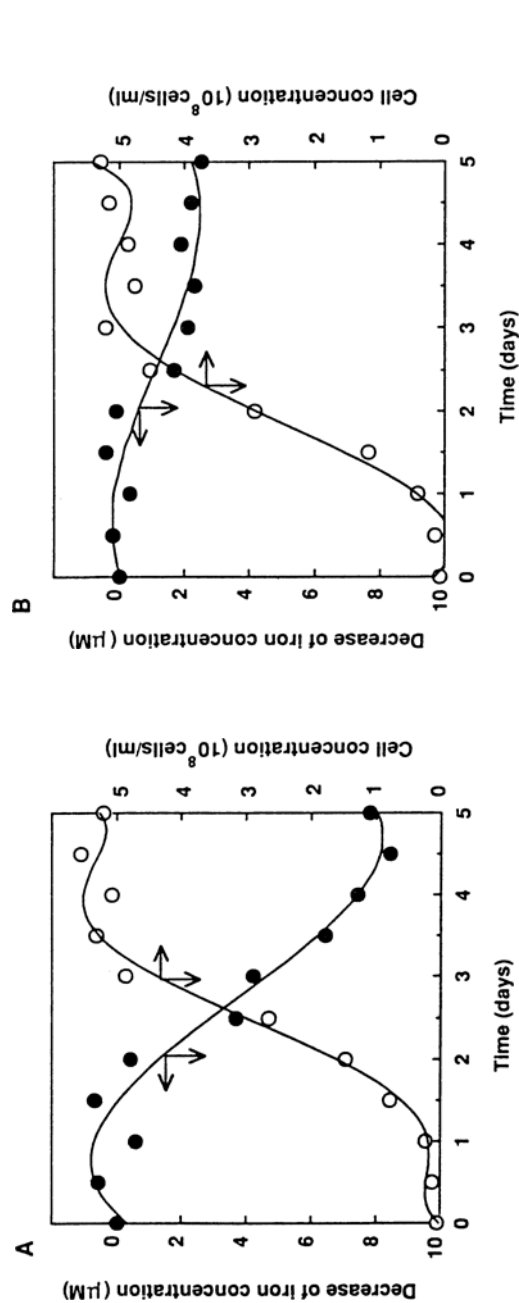 A
Decrease of iron concentration (μM)
0
2
4
6
8
10
Cell concentration (10⁸ cells/ml)
5
4
3
2
1
0
0 1 2 3 4 5
Time (days)
B
Decrease of iron concentration (μM)
0
2
4
6
8
10
Cell concentration (10⁸ cells/ml)
5
4
3
2
1
0
0 1 2 3 4 5
Time (days)